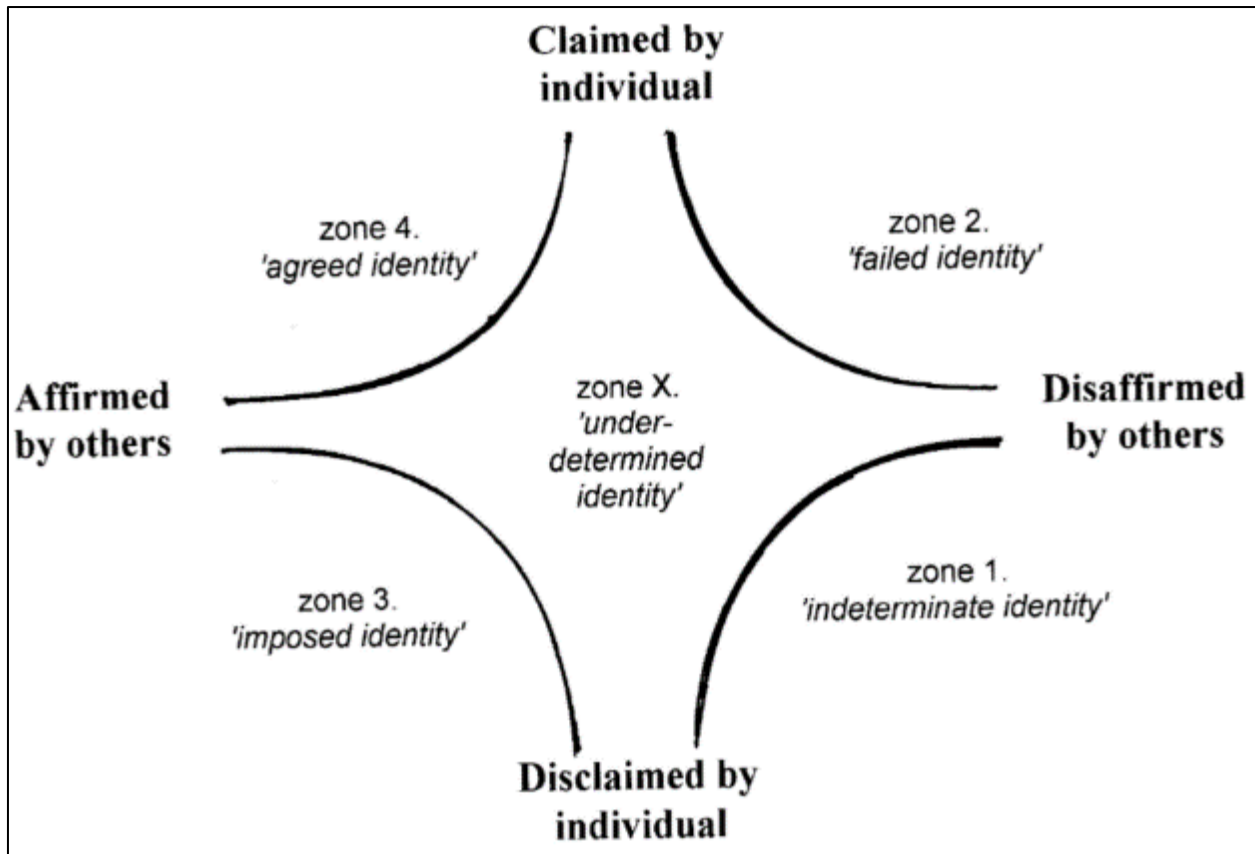 Claimed by
individual
zone 4.
'agreed identity'
zone 2.
'failed identity'
Affirmed
by others
zone X.
'under-
determined
identity'
Disaffirmed
by others
zone 3.
'imposed identity'
zone 1.
'indeterminate identity'
Disclaimed by
individual